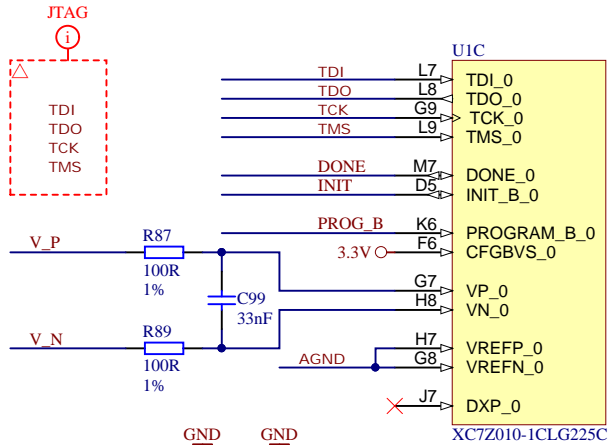 JTAG
i
TDI
TDO
TCK
TMS
U1C
TDI L7 TDI_0
TDO L8 TDO_0
TCK G9 TCK_0
TMS L9 TMS_0
DONE M7 DONE_0
INIT D5 INIT_B_0
PROG_B K6 PROGRAM_B_0
3.3V F6 CFGBVS_0
V_P R87
100R
1%
G7 VP_0
C99
33nF
H8 VN_0
V_N R89
100R
1%
H7 VREFP_0
AGND G8 VREFN_0
J7 DXP_0
GND GND
XC7Z010-1CLG225C